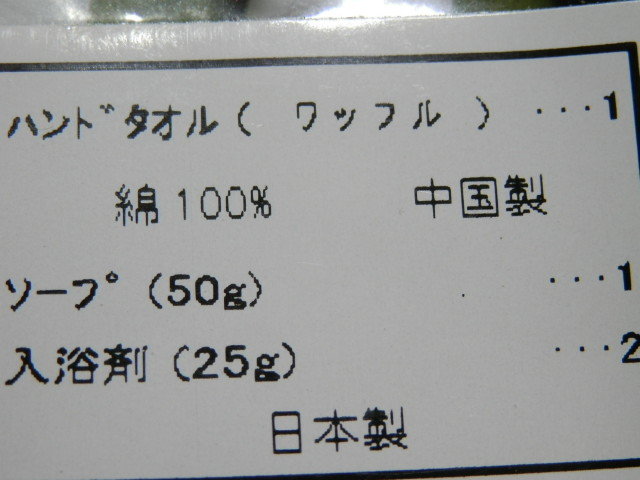 ハンドタオル( ワッフル ) ···1
綿100% 中国製
ソープ(50g) ···1
入浴剤(25g) ···2
日本製